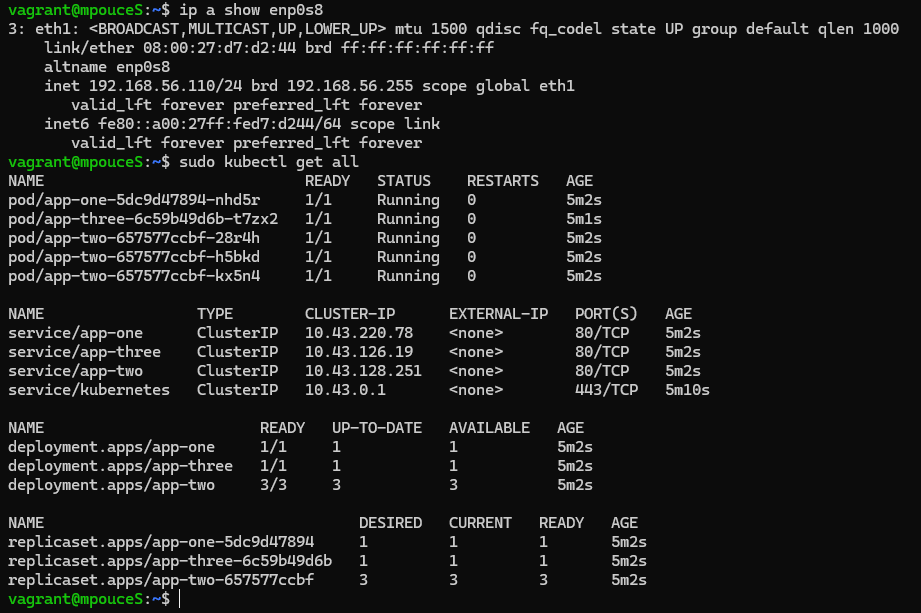 vagrant@mpouceS:~$ ip a show enp0s8
3: eth1: <BROADCAST,MULTICAST,UP,LOWER_UP> mtu 1500 qdisc fq_codel state UP group default qlen 1000
    link/ether 08:00:27:d7:d2:44 brd ff:ff:ff:ff:ff:ff
    altname enp0s8
    inet 192.168.56.110/24 brd 192.168.56.255 scope global eth1
       valid_lft forever preferred_lft forever
    inet6 fe80::a00:27ff:fed7:d244/64 scope link
       valid_lft forever preferred_lft forever
vagrant@mpouceS:~$ sudo kubectl get all
NAME                             READY   STATUS    RESTARTS   AGE
pod/app-one-5dc9d47894-nhd5r     1/1     Running   0          5m2s
pod/app-three-6c59b49d6b-t7zx2   1/1     Running   0          5m1s
pod/app-two-657577ccbf-28r4h     1/1     Running   0          5m2s
pod/app-two-657577ccbf-h5bkd     1/1     Running   0          5m2s
pod/app-two-657577ccbf-kx5n4     1/1     Running   0          5m2s

NAME                 TYPE        CLUSTER-IP      EXTERNAL-IP   PORT(S)   AGE
service/app-one      ClusterIP   10.43.220.78    <none>        80/TCP    5m2s
service/app-three    ClusterIP   10.43.126.19    <none>        80/TCP    5m2s
service/app-two      ClusterIP   10.43.128.251   <none>        80/TCP    5m2s
service/kubernetes   ClusterIP   10.43.0.1       <none>        443/TCP   5m10s

NAME                        READY   UP-TO-DATE   AVAILABLE   AGE
deployment.apps/app-one     1/1     1            1           5m2s
deployment.apps/app-three   1/1     1            1           5m2s
deployment.apps/app-two     3/3     3            3           5m2s

NAME                                   DESIRED   CURRENT   READY   AGE
replicaset.apps/app-one-5dc9d47894     1         1         1       5m2s
replicaset.apps/app-three-6c59b49d6b   1         1         1       5m2s
replicaset.apps/app-two-657577ccbf     3         3         3       5m2s
vagrant@mpouceS:~$